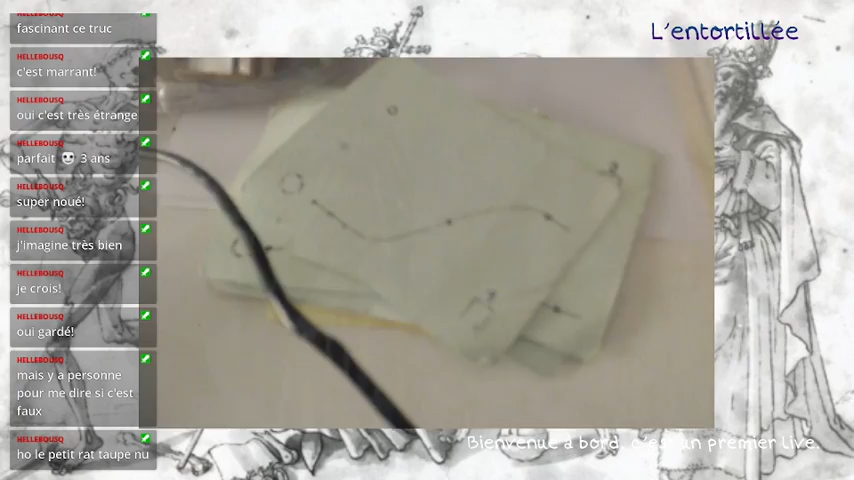 HELLEBOUSQ
fascinant ce truc
HELLEBOUSQ
c'est marrant!
HELLEBOUSQ
oui c'est très étrange
HELLEBOUSQ
parfait 3 ans
HELLEBOUSQ
super noué!
HELLEBOUSQ
j'imagine très bien
HELLEBOUSQ
je crois!
HELLEBOUSQ
oui gardé!
HELLEBOUSQ
mais y a personne
pour me dire si c'est
faux
HELLEBOUSQ
ho le petit rat taupe nu
L'entortillée
Bienvenue à bord, c'est un premier live.